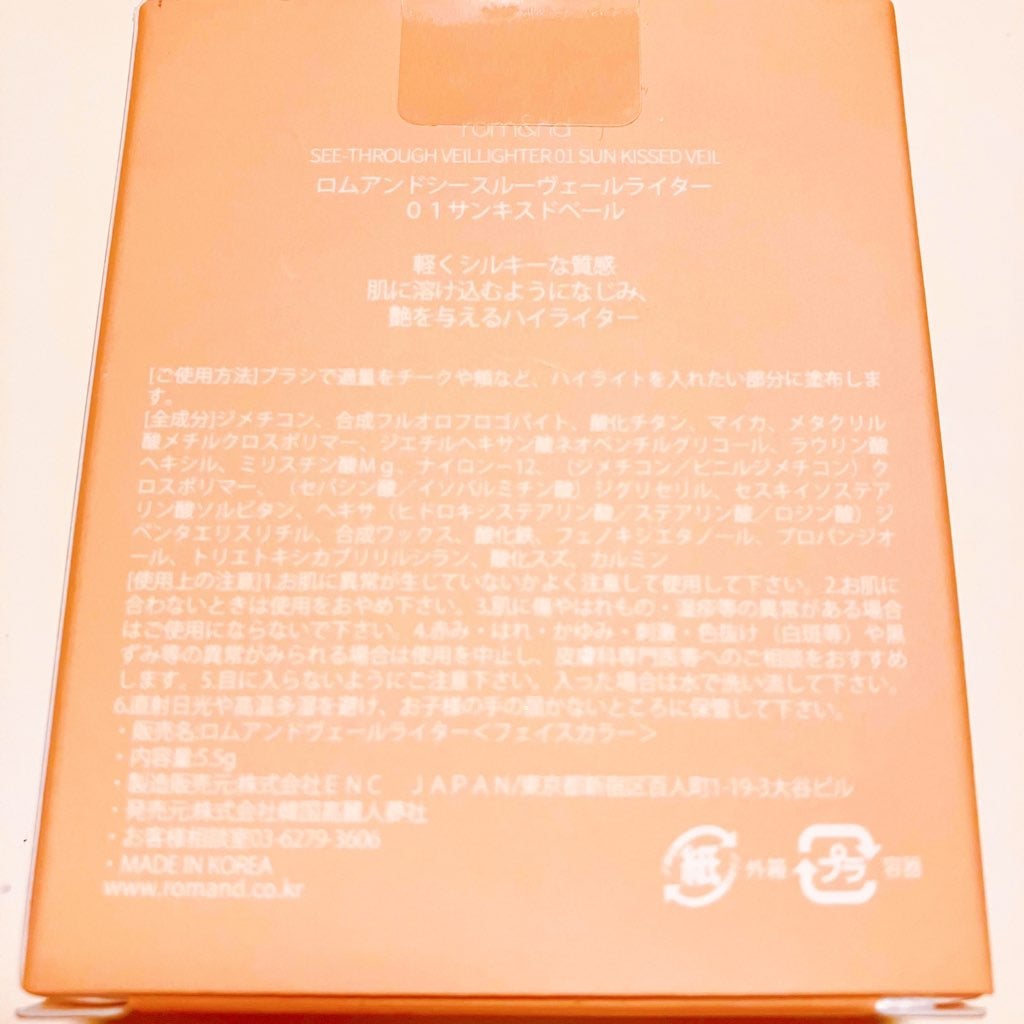 rom&nd
SEE-THROUGH VEILLIGHTER 01 SUN KISSED VEIL
ロムアンドシースルーヴェールライター
０１サンキスドベール
軽くシルキーな質感
肌に溶け込むようになじみ、
艶を与えるハイライター
[ご使用方法]ブラシで適量をチークや頬など、ハイライトを入れたい部分に塗布しま
す。
[全成分]ジメチコン、合成フルオロフロゴパイト、酸化チタン、マイカ、メタクリル
酸メチルクロスポリマー、ジエチルヘキサン酸ネオペンチルグリコール、ラウリン酸
ヘキシル、ミリスチン酸Ｍｇ、ナイロン－12、（ジメチコン／ビニルジメチコン）ク
ロスポリマー、（セバシン酸／イソパルミチン酸）ジグリセリル、セスキイソステア
リン酸ソルビタン、ヘキサ（ヒドロキシステアリン酸／ステアリン酸／ロジン酸）ジ
ペンタエリスリチル、合成ワックス、酸化鉄、フェノキシエタノール、プロパンジオ
ール、トリエトキシカプリリルシラン、酸化スズ、カルミン
[使用上の注意]1.お肌に異常が生じていないかよく注意して使用して下さい。2.お肌に
合わないときは使用をおやめ下さい。3.肌に傷やはれもの・湿疹等の異常がある場合
はご使用にならないで下さい。4.赤み・はれ・かゆみ・刺激・色抜け（白斑等）や黒
ずみ等の異常がみられる場合は使用を中止し、皮膚科専門医等へのご相談をおすすめ
します。5.目に入らないようにご注意下さい。入った場合は水で洗い流して下さい。
6.直射日光や高温多湿を避け、お子様の手の届かないところに保管して下さい。
・販売名:ロムアンドヴェールライター＜フェイスカラー＞
・内容量:5.5g
・製造販売元:株式会社ＥＮＣ　ＪＡＰＡＮ/東京都新宿区百人町1-19-3大谷ビル
・発売元:株式会社韓国高麗人参社
・お客様相談室03-6279-3606
・MADE IN KOREA
www.romand.co.kr
紙 外箱 プラ 容器